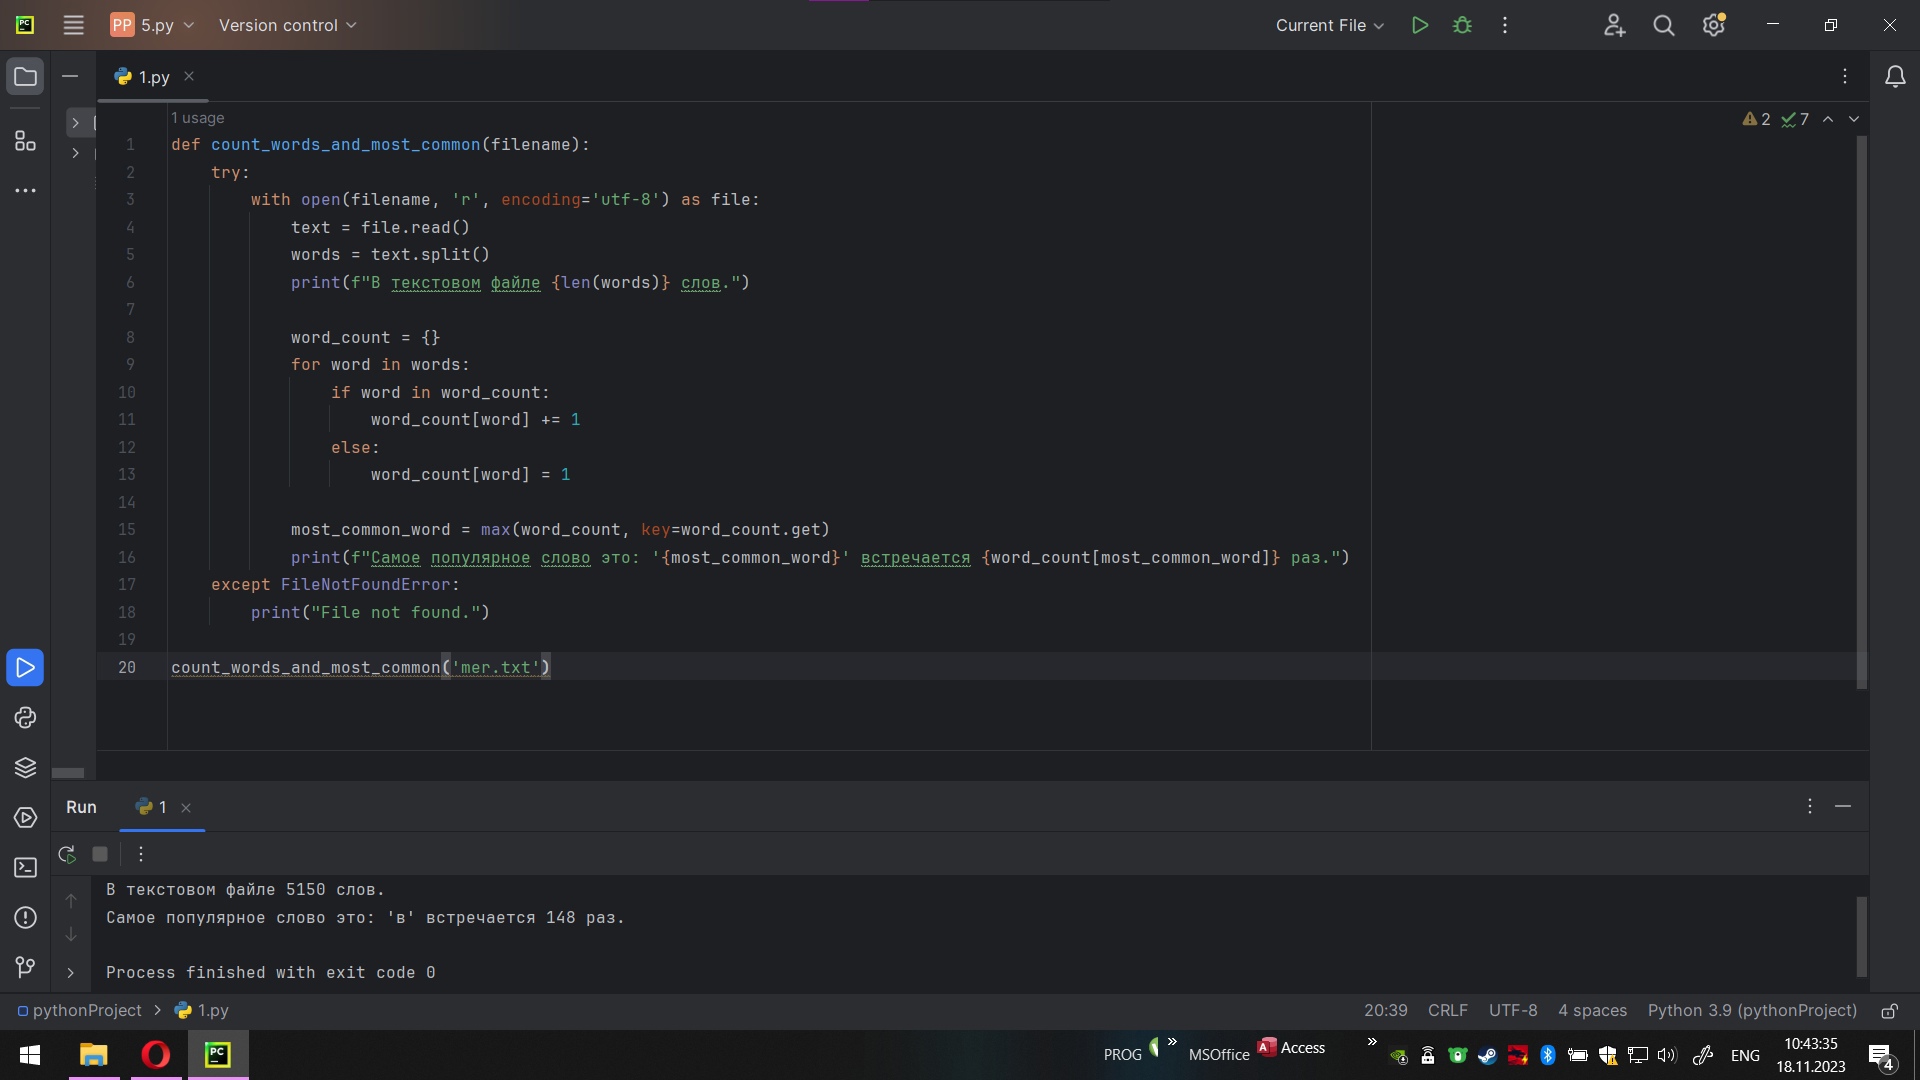 PC
PP 5.py
Version control
Current File
1.py
1 usage
2 7
1 def count_words_and_most_common(filename):
2 try:
3 with open(filename, 'r', encoding='utf-8') as file:
4 text = file.read()
5 words = text.split()
6 print(f"В текстовом файле {len(words)} слов.")
7
8 word_count = {}
9 for word in words:
10 if word in word_count:
11 word_count[word] += 1
12 else:
13 word_count[word] = 1
14
15 most_common_word = max(word_count, key=word_count.get)
16 print(f"Самое популярное слово это: '{most_common_word}' встречается {word_count[most_common_word]} раз.")
17 except FileNotFoundError:
18 print("File not found.")
19
20 count_words_and_most_common('mer.txt')
Run 1
В текстовом файле 5150 слов.
Самое популярное слово это: 'в' встречается 148 раз.
Process finished with exit code 0
pythonProject > 1.py
20:39 CRLF UTF-8 4 spaces Python 3.9 (pythonProject)
PC
PROG » MSOffice A Access »
ENG
10:43:35
18.11.2023
4